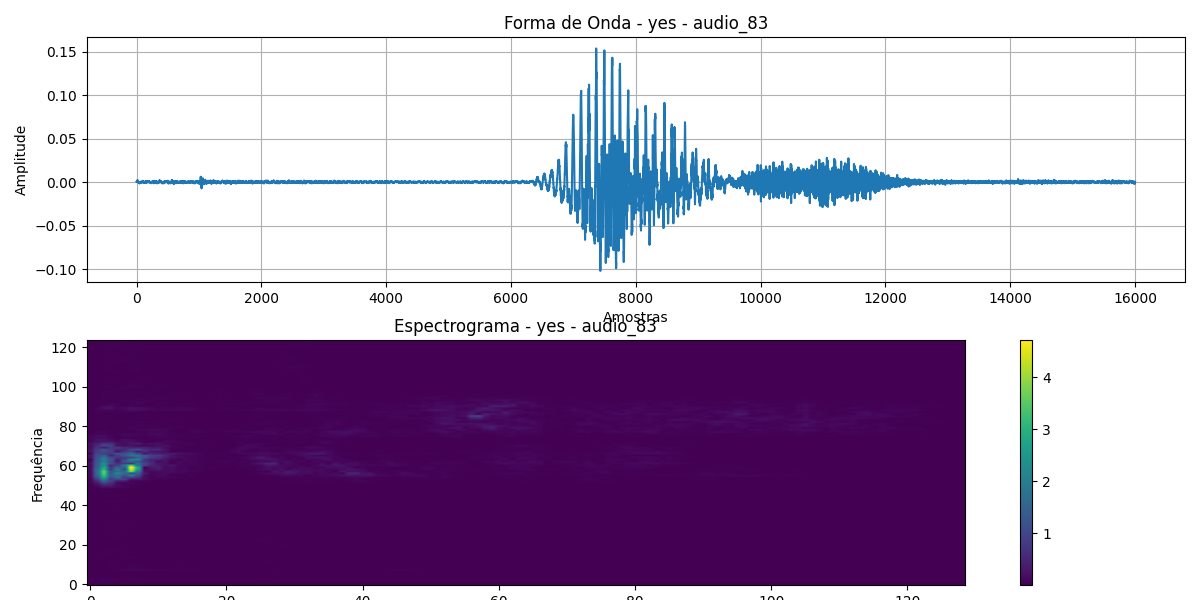 Forma de Onda - yes - audio_83
Amplitude
0.15
0.10
0.05
0.00
−0.05
−0.10
0 2000 4000 6000 8000 10000 12000 14000 16000
Amostras
Espectrograma - yes - audio_83
Frequência
120
100
80
60
40
20
0
4
3
2
1
0 20 40 60 80 100 120